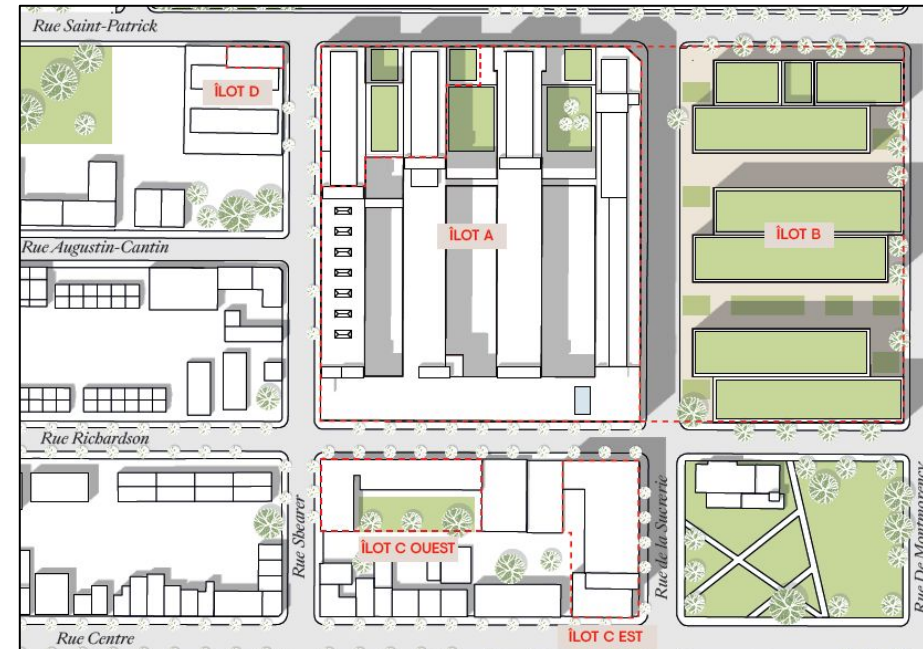 Rue Saint-Patrick
ÎLOT D
ÎLOT A
ÎLOT B
Rue Augustin-Cantin
Rue Richardson
Rue Shearer
ÎLOT C OUEST
Rue de la Sucrerie
Rue De Montmorency
Rue Centre
ÎLOT C EST